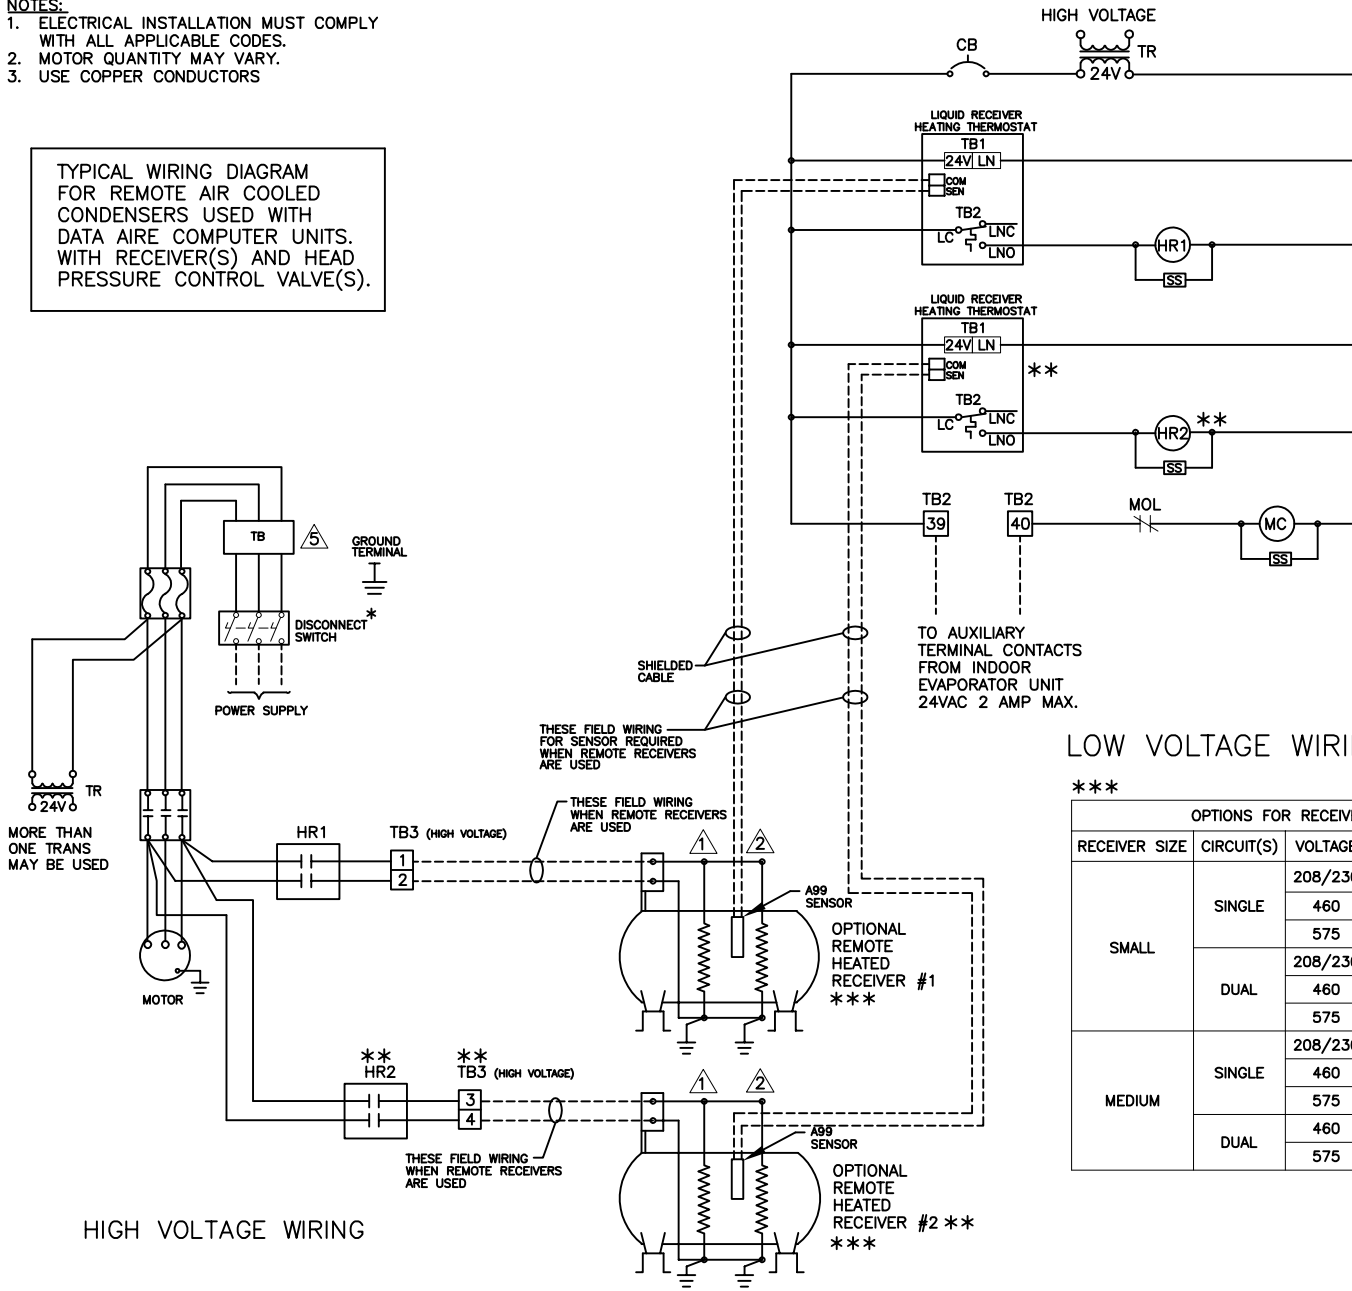 NOTES:
1. ELECTRICAL INSTALLATION MUST COMPLY
WITH ALL APPLICABLE CODES.
2. MOTOR QUANTITY MAY VARY.
3. USE COPPER CONDUCTORS
TYPICAL WIRING DIAGRAM
FOR REMOTE AIR COOLED
CONDENSERS USED WITH
DATA AIRE COMPUTER UNITS.
WITH RECEIVER(S) AND HEAD
PRESSURE CONTROL VALVE(S).
HIGH VOLTAGE
CB
TR
24V
LIQUID RECEIVER
HEATING THERMOSTAT
TB1
24V LN
COM
SEN
TB2
LC
LNC
LNO
HR1
SS
LIQUID RECEIVER
HEATING THERMOSTAT
TB1
24V LN
COM
SEN
**
TB2
LC
LNC
LNO
HR2
**
SS
TB2
39
TB2
40
MOL
MC
SS
TO AUXILIARY
TERMINAL CONTACTS
FROM INDOOR
EVAPORATOR UNIT
24VAC 2 AMP MAX.
TB
5
GROUND
TERMINAL
DISCONNECT *
SWITCH
POWER SUPPLY
TR
24V
MORE THAN
ONE TRANS
MAY BE USED
MOTOR
SHIELDED
CABLE
THESE FIELD WIRING
FOR SENSOR REQUIRED
WHEN REMOTE RECEIVERS
ARE USED
THESE FIELD WIRING
WHEN REMOTE RECEIVERS
ARE USED
HR1
TB3 (HIGH VOLTAGE)
1
2
1
2
A99
SENSOR
OPTIONAL
REMOTE
HEATED
RECEIVER #1
***
**
HR2
**
TB3 (HIGH VOLTAGE)
3
4
THESE FIELD WIRING
WHEN REMOTE RECEIVERS
ARE USED
1
2
A99
SENSOR
OPTIONAL
REMOTE
HEATED
RECEIVER #2 **
***
HIGH VOLTAGE WIRING
LOW VOLTAGE WIRI
***
OPTIONS FOR RECEIV
RECEIVER SIZE CIRCUIT(S) VOLTAGE
SMALL
SINGLE
208/230
460
575
DUAL
208/230
460
575
MEDIUM
SINGLE
208/230
460
575
DUAL
460
575